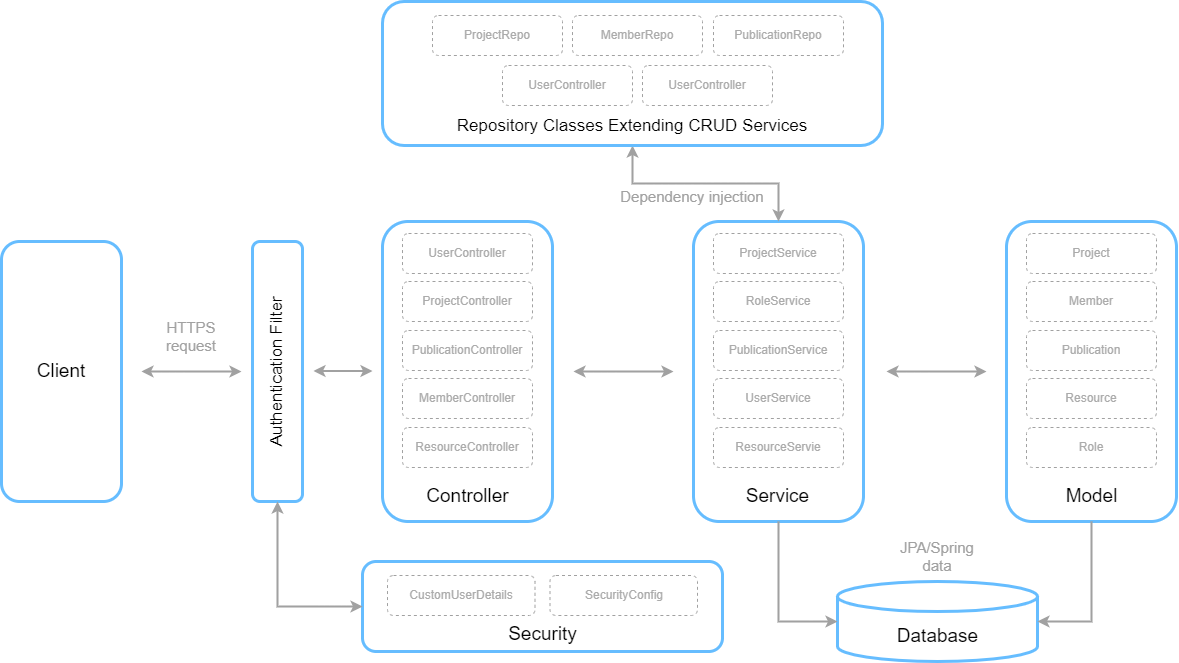 ProjectRepo
MemberRepo
PublicationRepo
UserController
UserController
Repository Classes Extending CRUD Services
Dependency injection
Client
HTTPS
request
Authentication Filter
UserController
ProjectController
PublicationController
MemberController
ResourceController
Controller
ProjectService
RoleService
PublicationService
UserService
ResourceServie
Service
Project
Member
Publication
Resource
Role
Model
CustomUserDetails
SecurityConfig
Security
JPA/Spring
data
Database